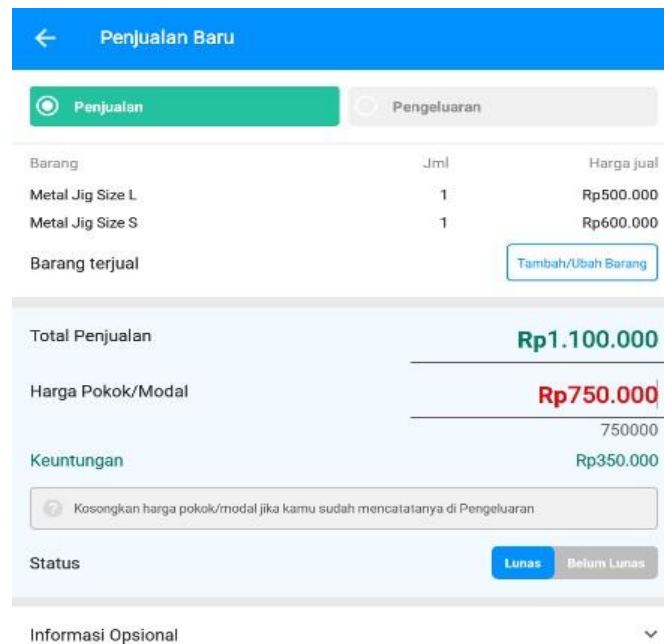 Penjualan Baru
Penjualan Pengeluaran
Barang Jml Harga jual
Metal Jig Size L 1 Rp500.000
Metal Jig Size S 1 Rp600.000
Barang terjual Tambah/Ubah Barang
Total Penjualan Rp1.100.000
Harga Pokok/Modal Rp750.000
750000
Keuntungan Rp350.000
? Kosongkan harga pokok/modal jika kamu sudah mencatatanya di Pengeluaran
Status Lunas Belum Lunas
Informasi Opsional